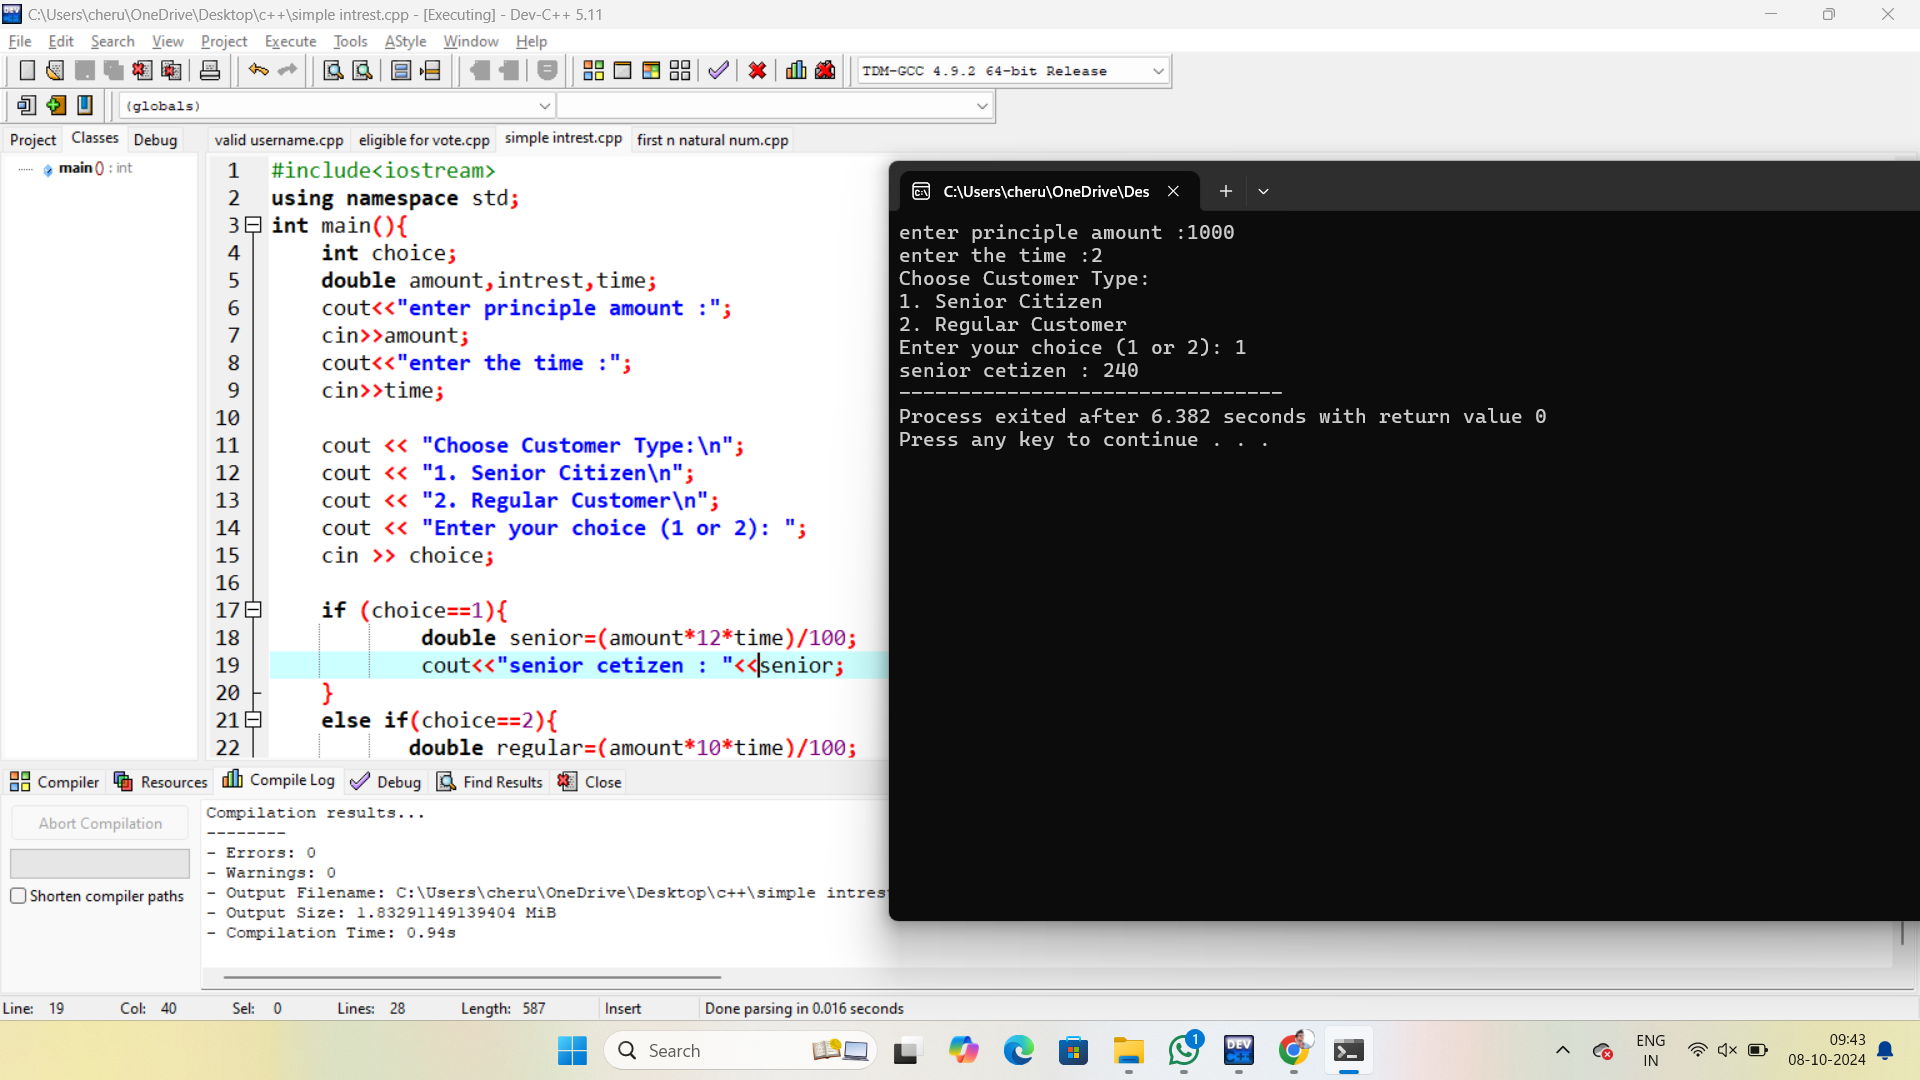 C:\Users\cheru\OneDrive\Desktop\c++\simple intrest.cpp - [Executing] - Dev-C++ 5.11
File Edit Search View Project Execute Tools AStyle Window Help
TDM-GCC 4.9.2 64-bit Release
(globals)
Project Classes Debug
valid username.cpp eligible for vote.cpp simple intrest.cpp first n natural num.cpp
main () : int
1 #include<iostream>
2 using namespace std;
3 int main(){
4 int choice;
5 double amount,intrest,time;
6 cout<<"enter principle amount :";
7 cin>>amount;
8 cout<<"enter the time :";
9 cin>>time;
10
11 cout << "Choose Customer Type:\n";
12 cout << "1. Senior Citizen\n";
13 cout << "2. Regular Customer\n";
14 cout << "Enter your choice (1 or 2): ";
15 cin >> choice;
16
17 if (choice==1){
18 double senior=(amount*12*time)/100;
19 cout<<"senior cetizen : "<<senior;
20 }
21 else if(choice==2){
22 double regular=(amount*10*time)/100;
C:\Users\cheru\OneDrive\Des
enter principle amount :1000
enter the time :2
Choose Customer Type:
1. Senior Citizen
2. Regular Customer
Enter your choice (1 or 2): 1
senior cetizen : 240
--------------------------------
Process exited after 6.382 seconds with return value 0
Press any key to continue . . .
Compiler Resources Compile Log Debug Find Results Close
Abort Compilation
Shorten compiler paths
Compilation results...
--------
- Errors: 0
- Warnings: 0
- Output Filename: C:\Users\cheru\OneDrive\Desktop\c++\simple intres
- Output Size: 1.83291149139404 MiB
- Compilation Time: 0.94s
Line: 19 Col: 40 Sel: 0 Lines: 28 Length: 587 Insert Done parsing in 0.016 seconds
Search
DEV
1
ENG
IN
09:43
08-10-2024